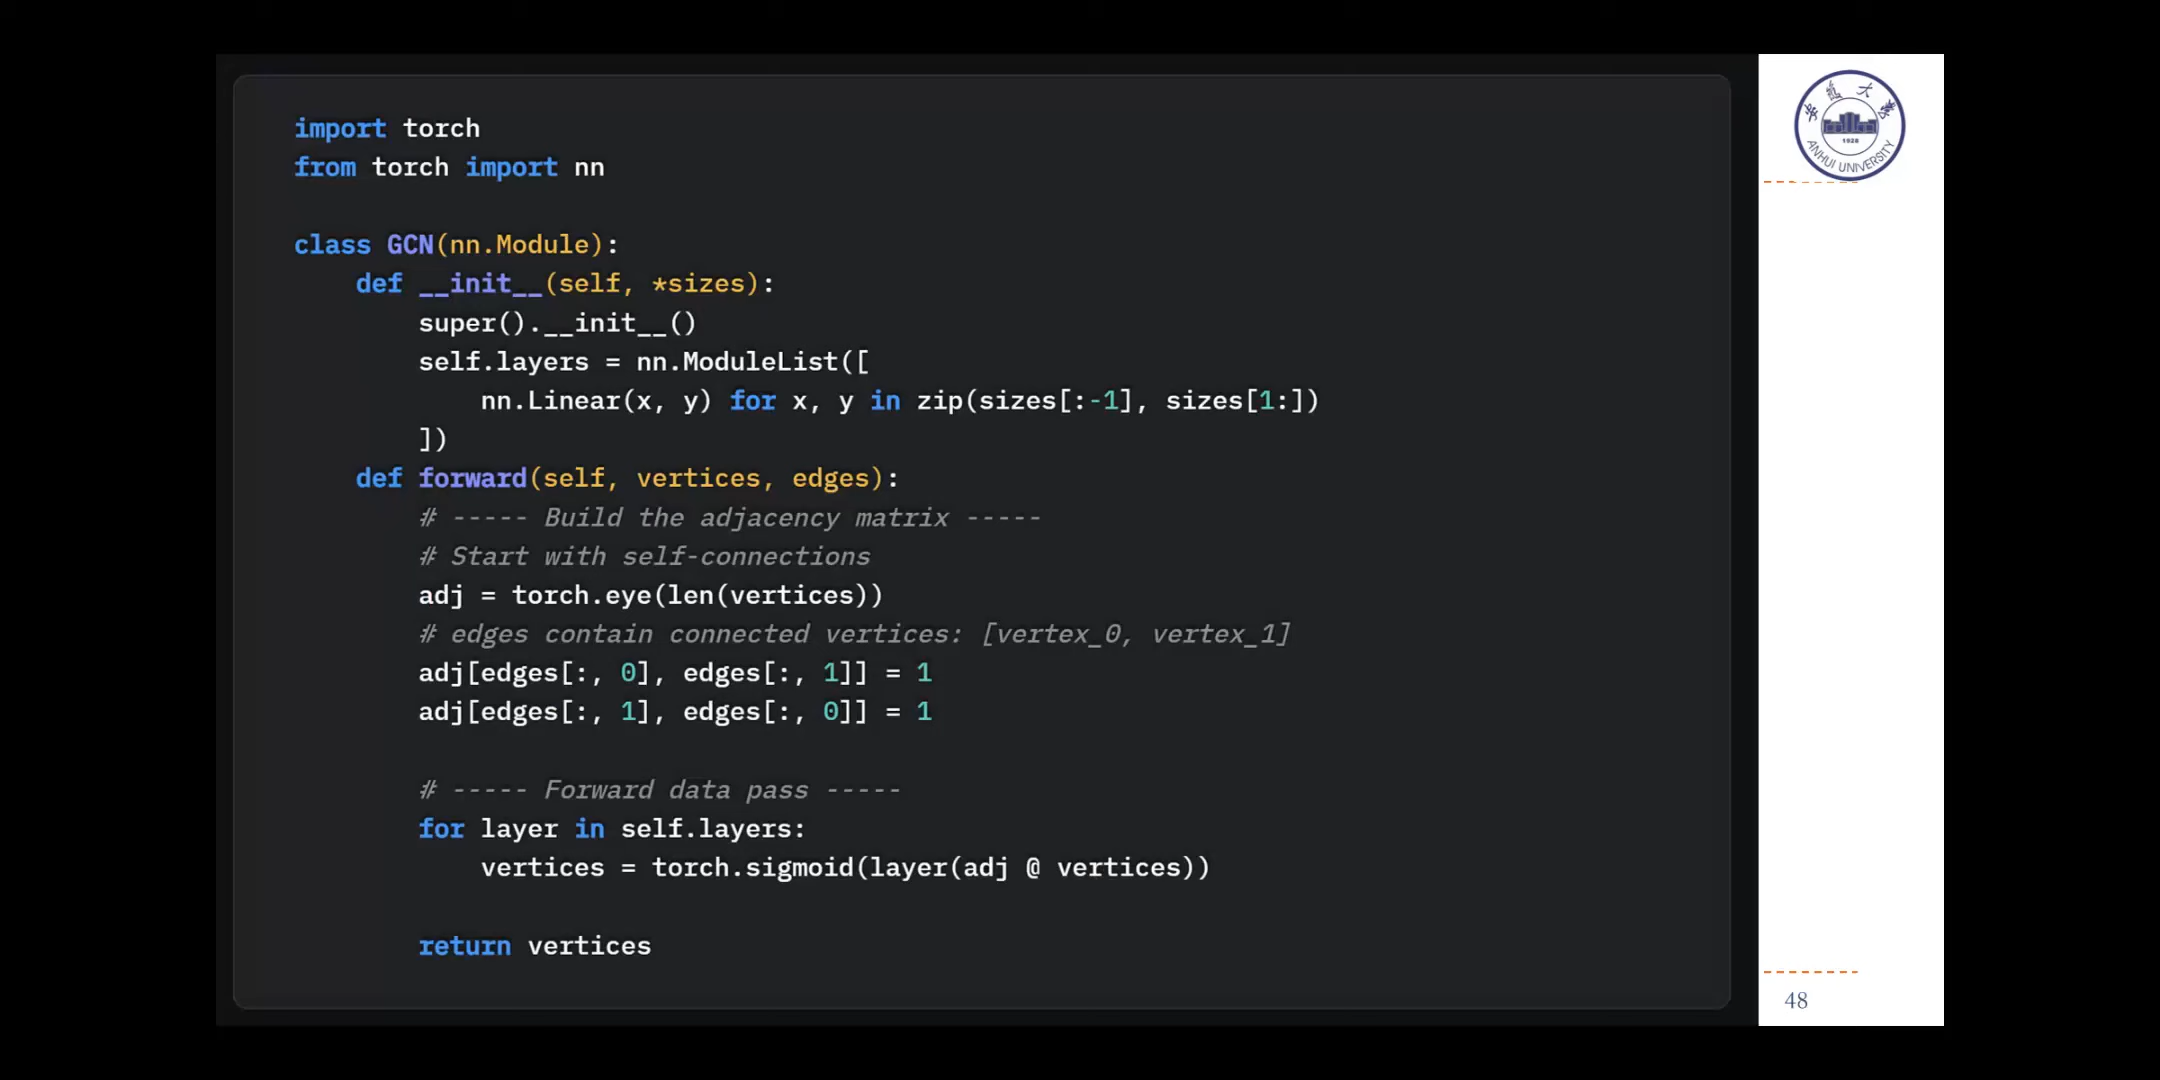 import torch
from torch import nn
class GCN(nn.Module):
    def __init__(self, *sizes):
        super().__init__()
        self.layers = nn.ModuleList([
            nn.Linear(x, y) for x, y in zip(sizes[:-1], sizes[1:])
        ])
    def forward(self, vertices, edges):
        # ----- Build the adjacency matrix -----
        # Start with self-connections
        adj = torch.eye(len(vertices))
        # edges contain connected vertices: [vertex_0, vertex_1]
        adj[edges[:, 0], edges[:, 1]] = 1
        adj[edges[:, 1], edges[:, 0]] = 1
        # ----- Forward data pass -----
        for layer in self.layers:
            vertices = torch.sigmoid(layer(adj @ vertices))
        return vertices
安徽大学
1928
ANHUI UNIVERSITY
48